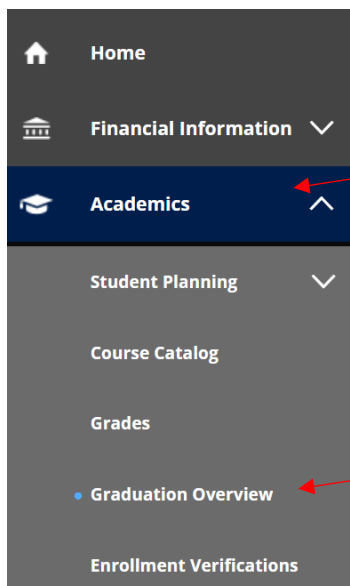 Home
Financial Information
Academics
Student Planning
Course Catalog
Grades
Graduation Overview
Enrollment Verifications